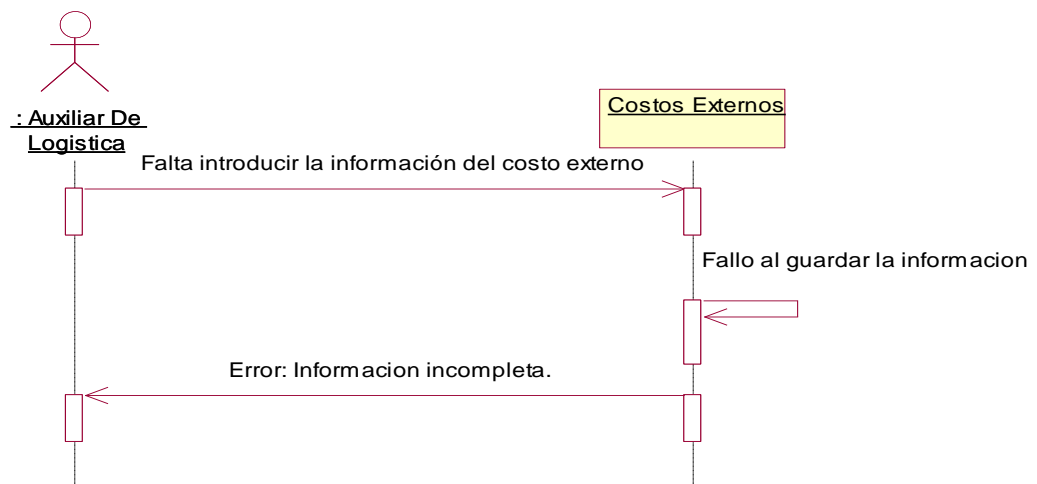 : Auxiliar De
Logistica
Costos Externos
Falta introducir la información del costo externo
Fallo al guardar la informacion
Error: Informacion incompleta.